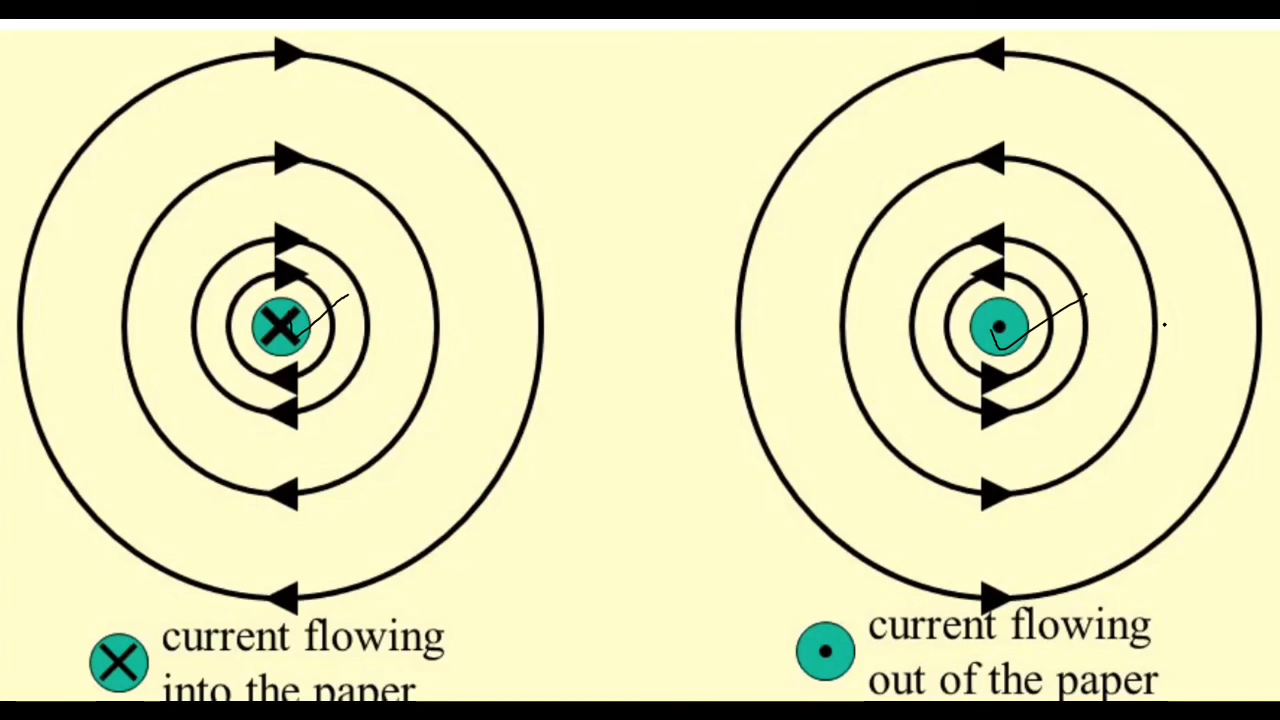 current flowing
into the paper
current flowing
out of the paper